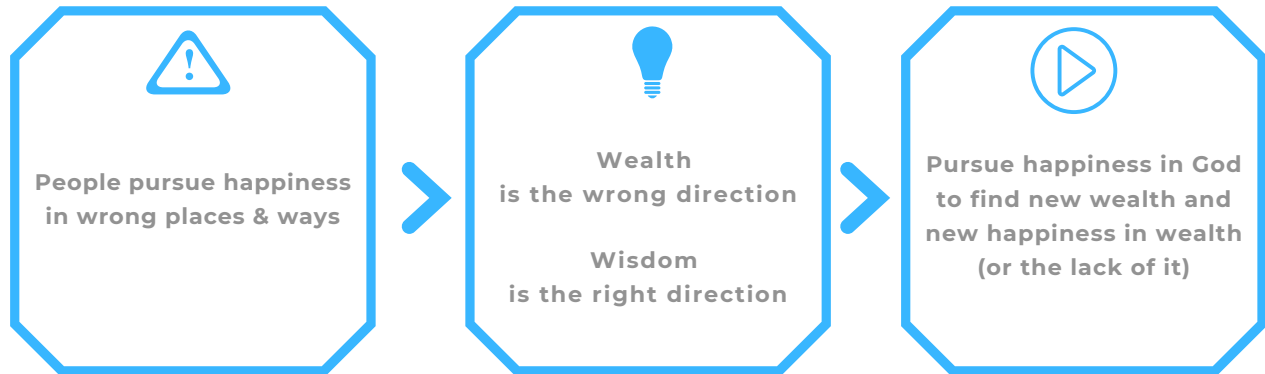 People pursue happiness
in wrong places & ways
Wealth
is the wrong direction
Wisdom
is the right direction
Pursue happiness in God
to find new wealth and
new happiness in wealth
(or the lack of it)